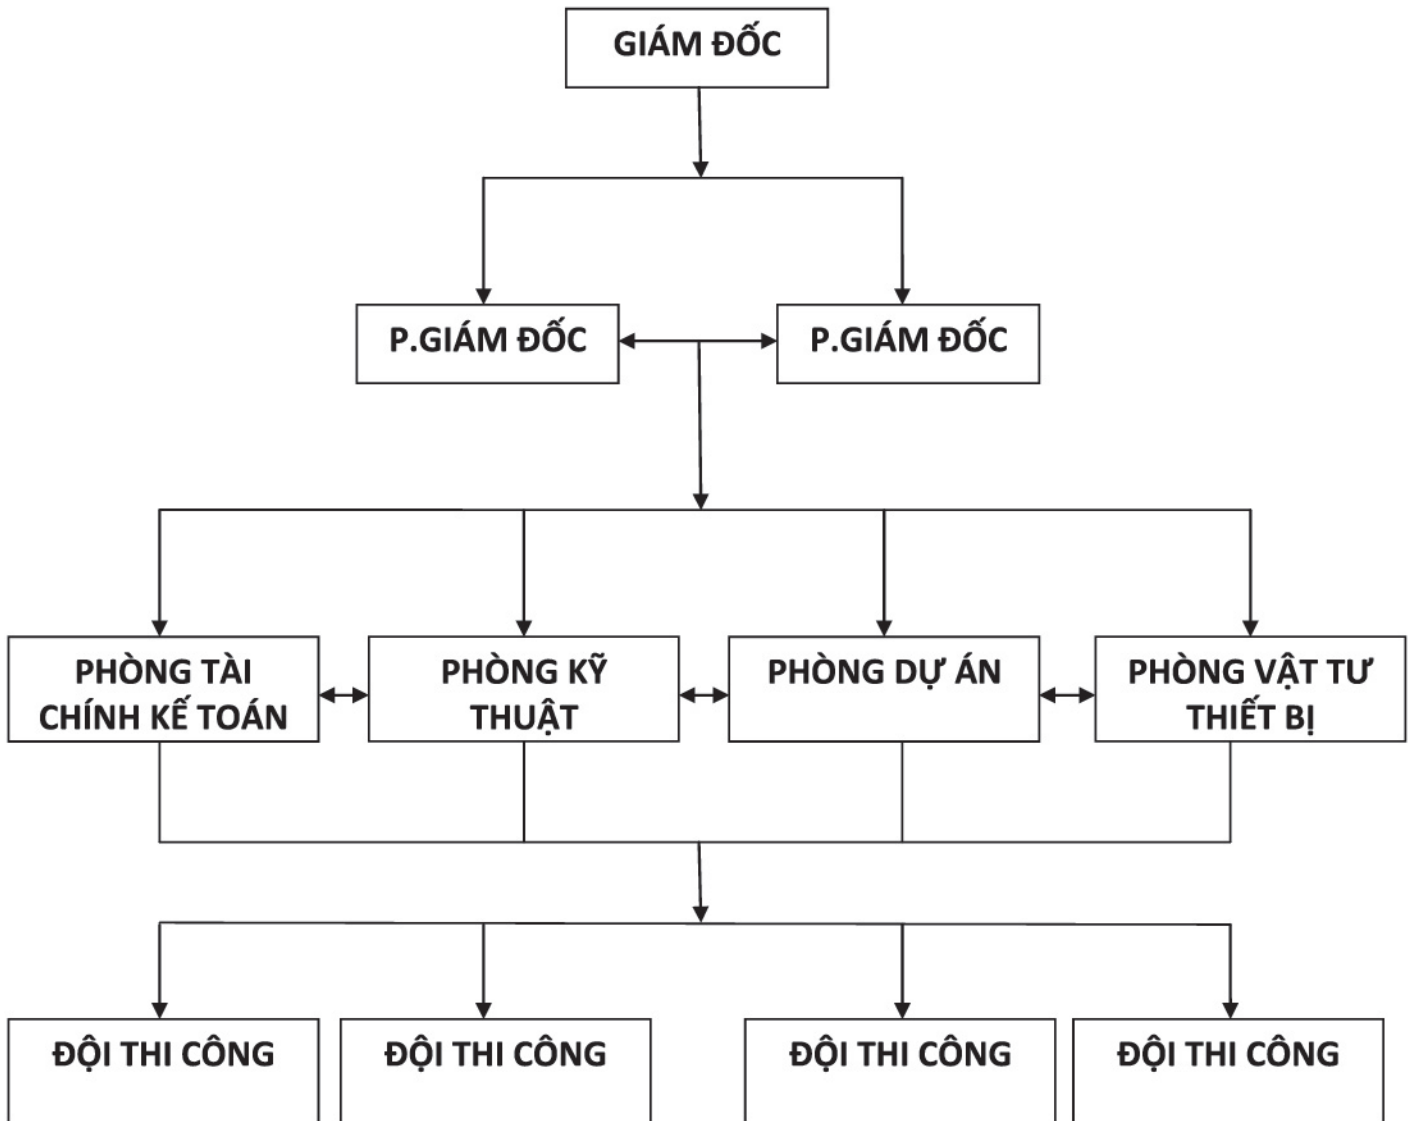 GIÁM ĐỐC
P.GIÁM ĐỐC
P.GIÁM ĐỐC
PHÒNG TÀI
CHÍNH KẾ TOÁN
PHÒNG KỸ
THUẬT
PHÒNG DỰ ÁN
PHÒNG VẬT TƯ
THIẾT BỊ
ĐỘI THI CÔNG
ĐỘI THI CÔNG
ĐỘI THI CÔNG
ĐỘI THI CÔNG